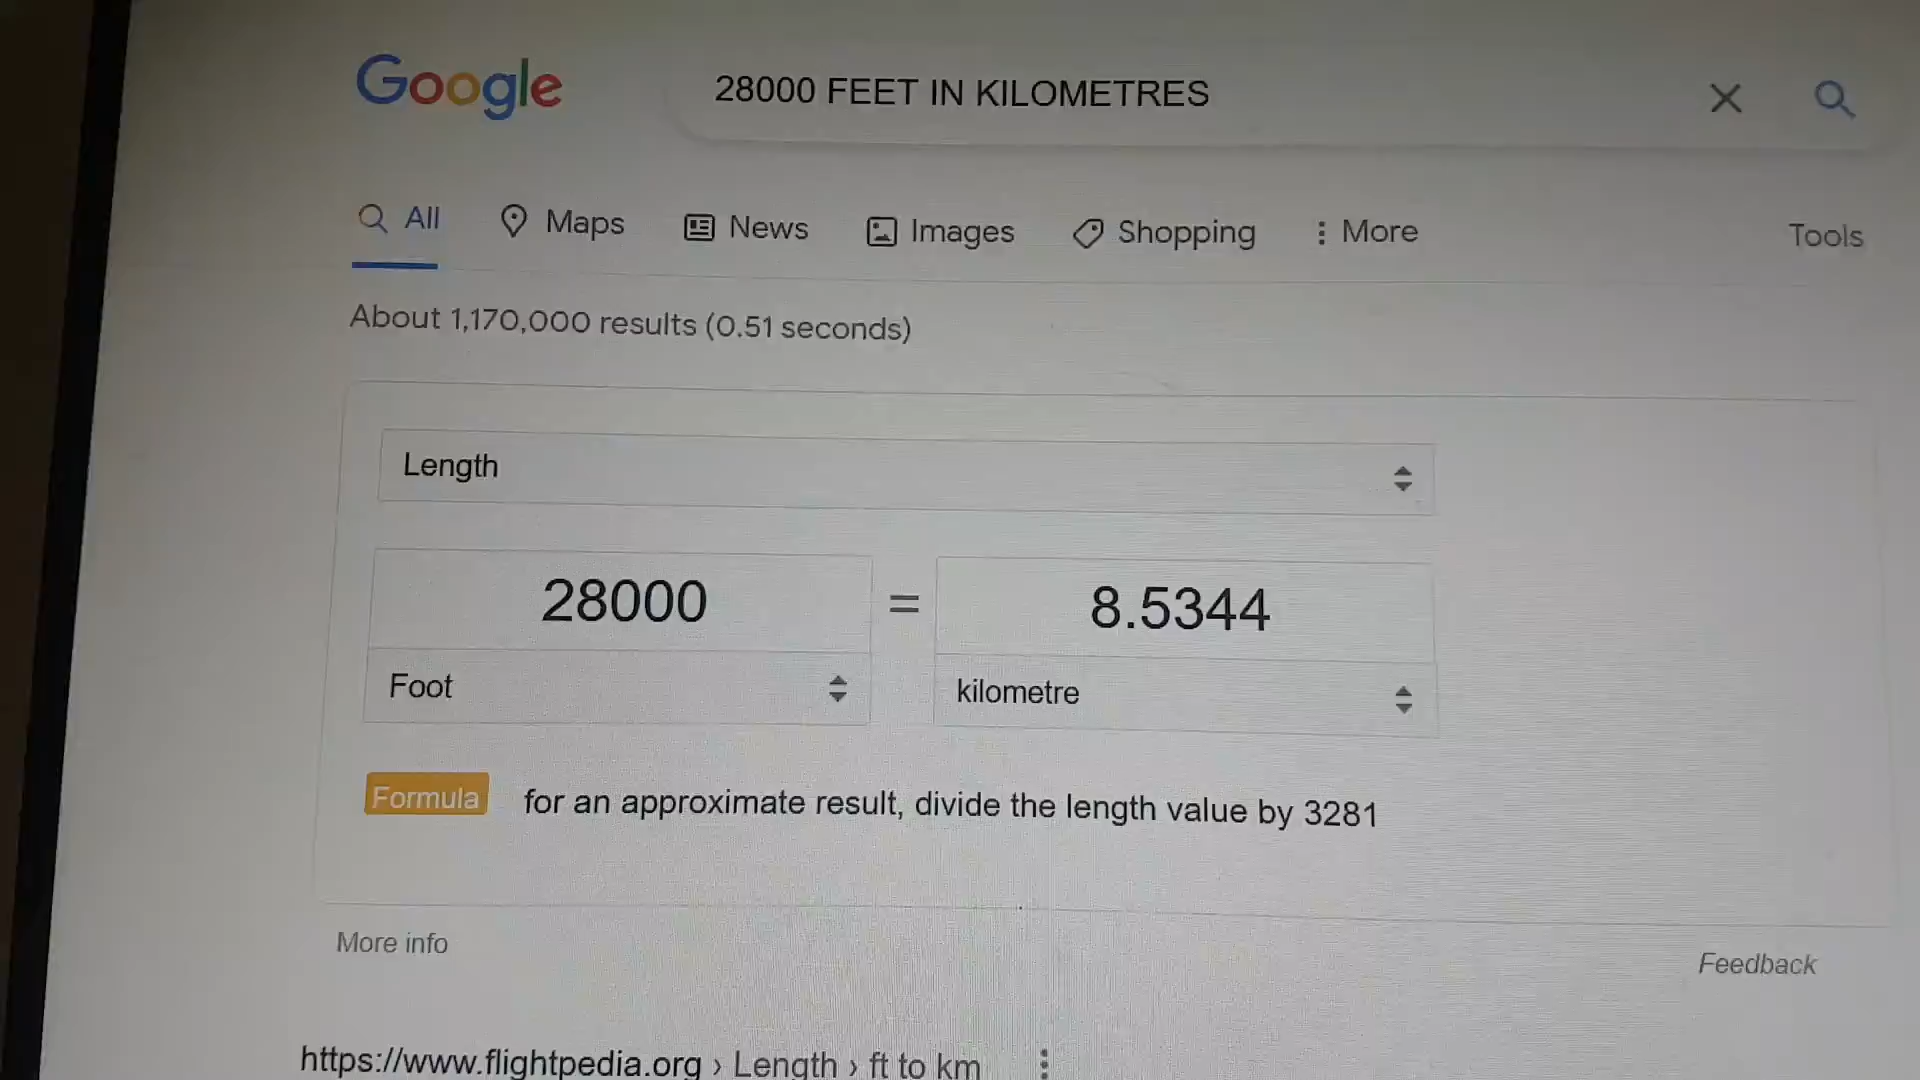 Google 28000 FEET IN KILOMETRES
All Maps News Images Shopping More Tools
About 1,170,000 results (0.51 seconds)
Length
28000 = 8.5344
Foot kilometre
Formula for an approximate result, divide the length value by 3281
More info Feedback
https://www.flightpedia.org › Length › ft to km